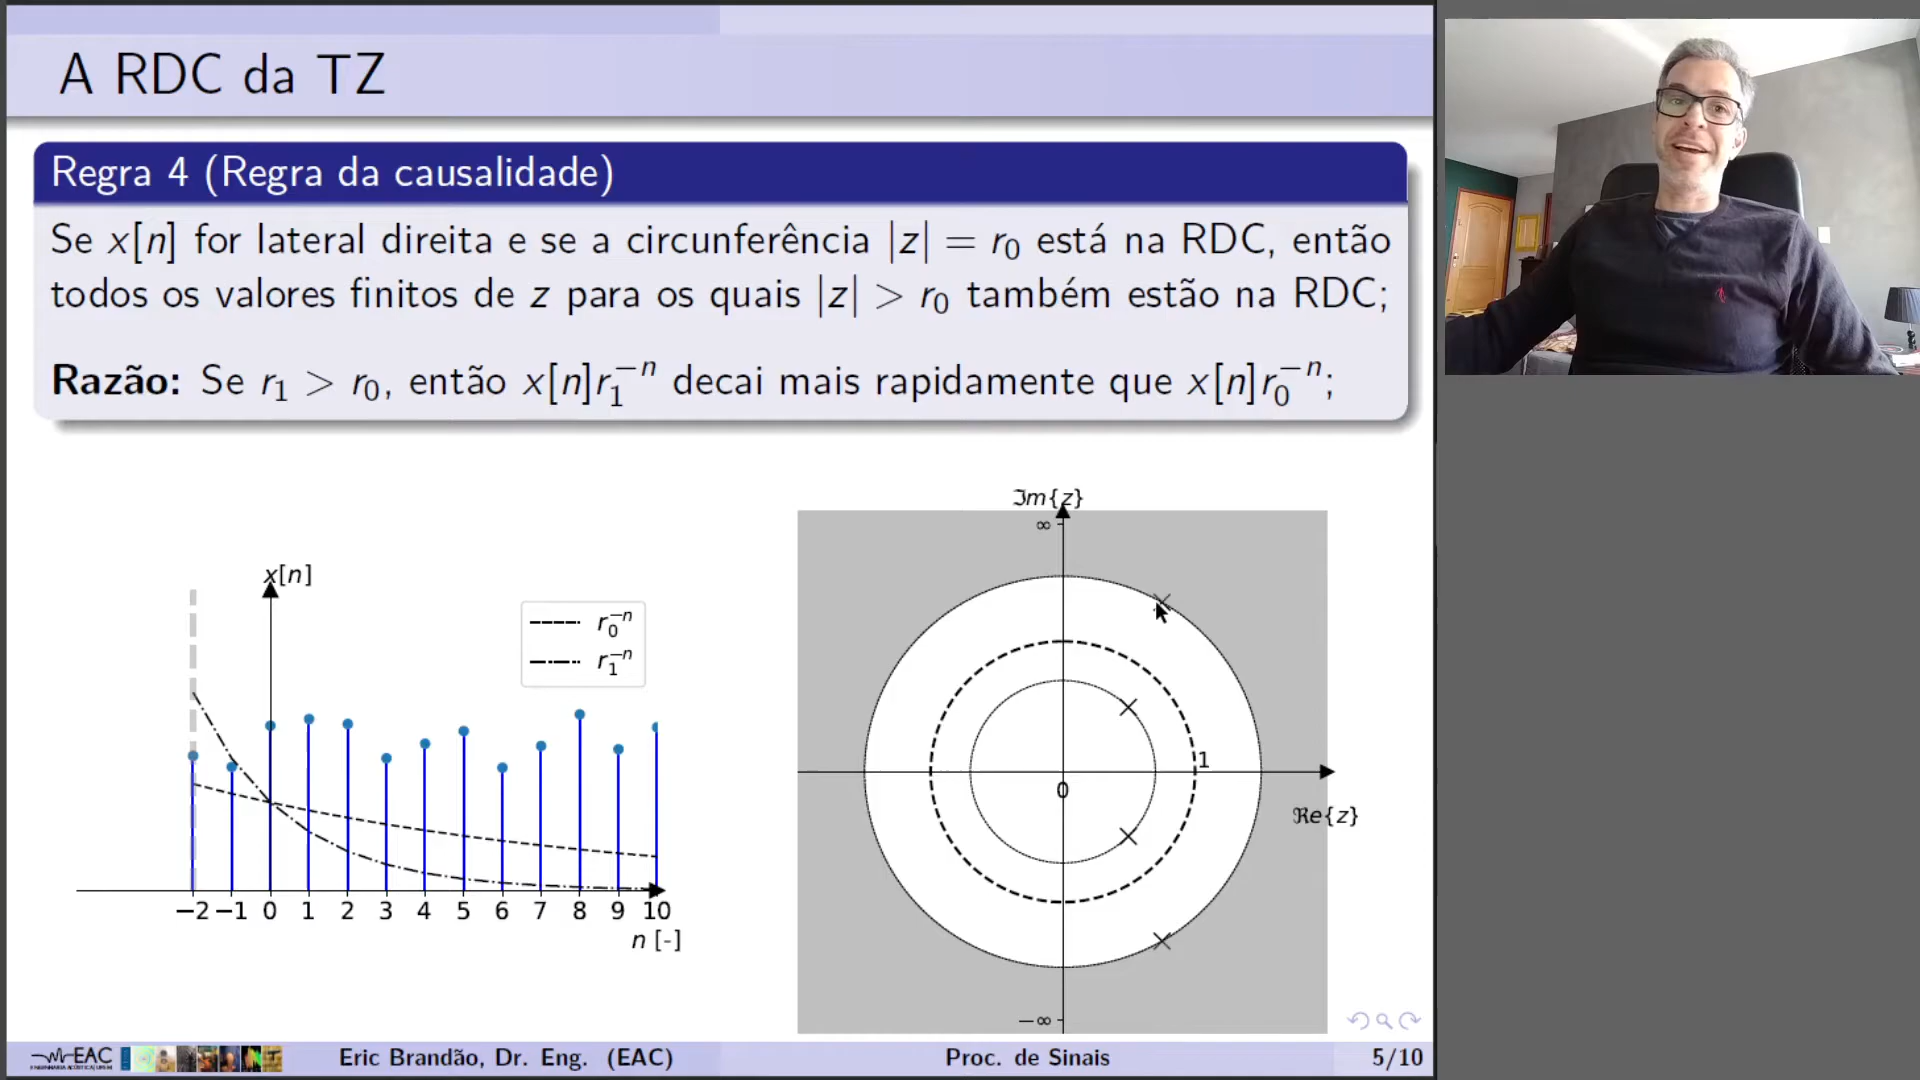 A RDC da TZ
Regra 4 (Regra da causalidade)
Se x[n] for lateral direita e se a circunferência |z| = r₀ está na RDC, então
todos os valores finitos de z para os quais |z| > r₀ também estão na RDC;
Razão: Se r₁ > r₀, então x[n]r₁⁻ⁿ decai mais rapidamente que x[n]r₀⁻ⁿ;
x[n]
r₀⁻ⁿ
r₁⁻ⁿ
−2 −1 0 1 2 3 4 5 6 7 8 9 10
n [-]
ℑm{z}
∞
1
0
ℜe{z}
−∞
EAC
Eric Brandão, Dr. Eng. (EAC)
Proc. de Sinais
5/10